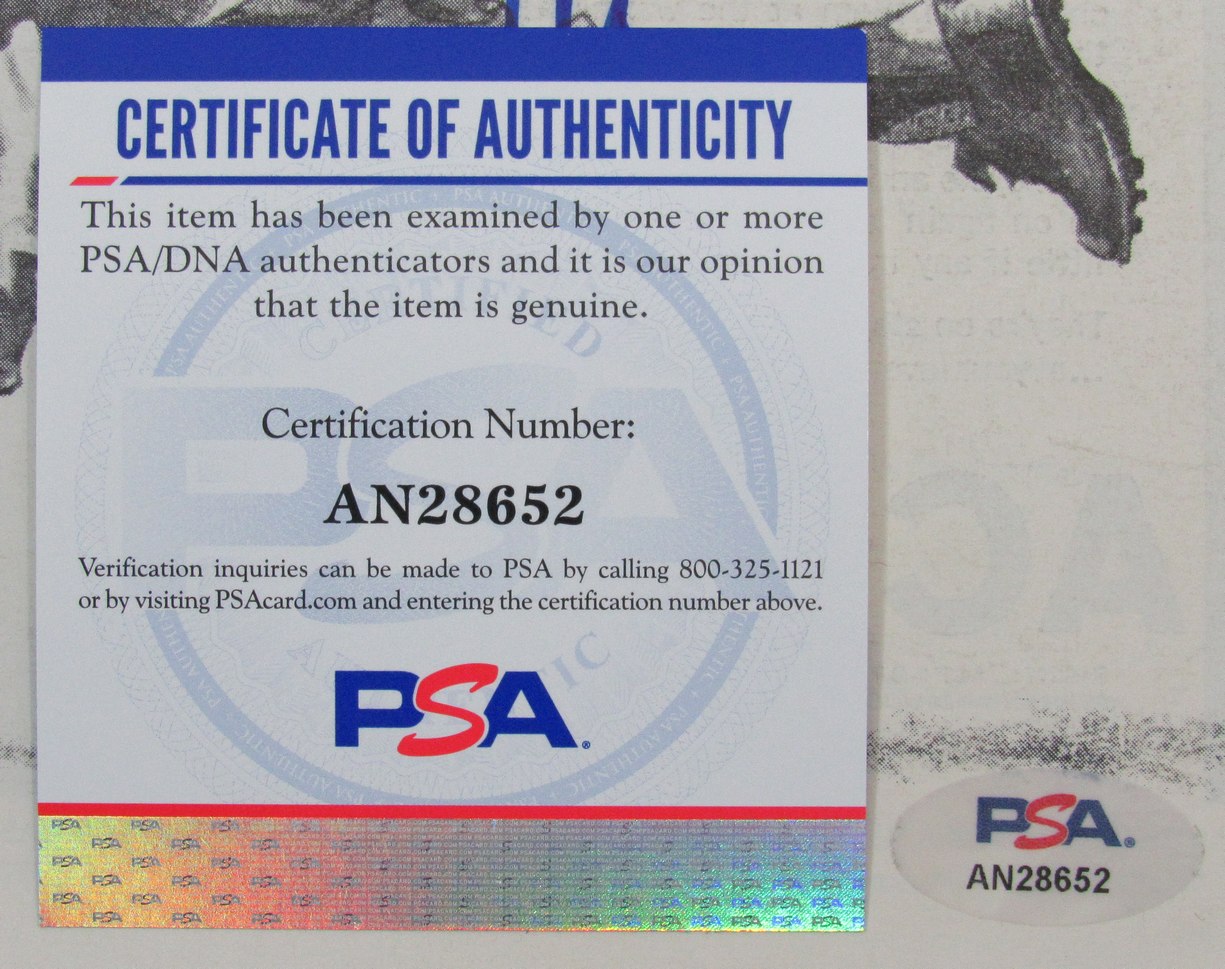 CERTIFICATE OF AUTHENTICITY
This item has been examined by one or more
PSA/DNA authenticators and it is our opinion
that the item is genuine.
CERTIFIED
PSA
Certification Number:
AN28652
Verification inquiries can be made to PSA by calling 800-325-1121
or by visiting PSAcard.com and entering the certification number above.
PSA®
PSA®
AN28652